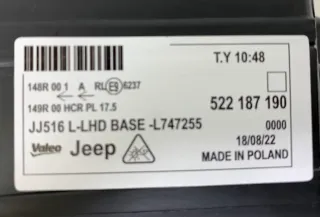 T.Y 10:48
148R 00 1 A RL E9 6237
149R 00 HCR PL 17.5
522 187 190
JJ516 L-LHD BASE -L747255
0000
Valeo Jeep
18/08/22
MADE IN POLAND